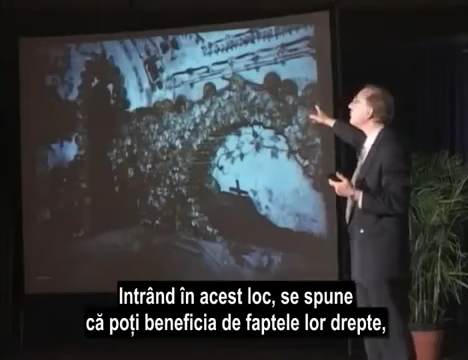 Intrând în acest loc, se spune
că poți beneficia de faptele lor drepte,